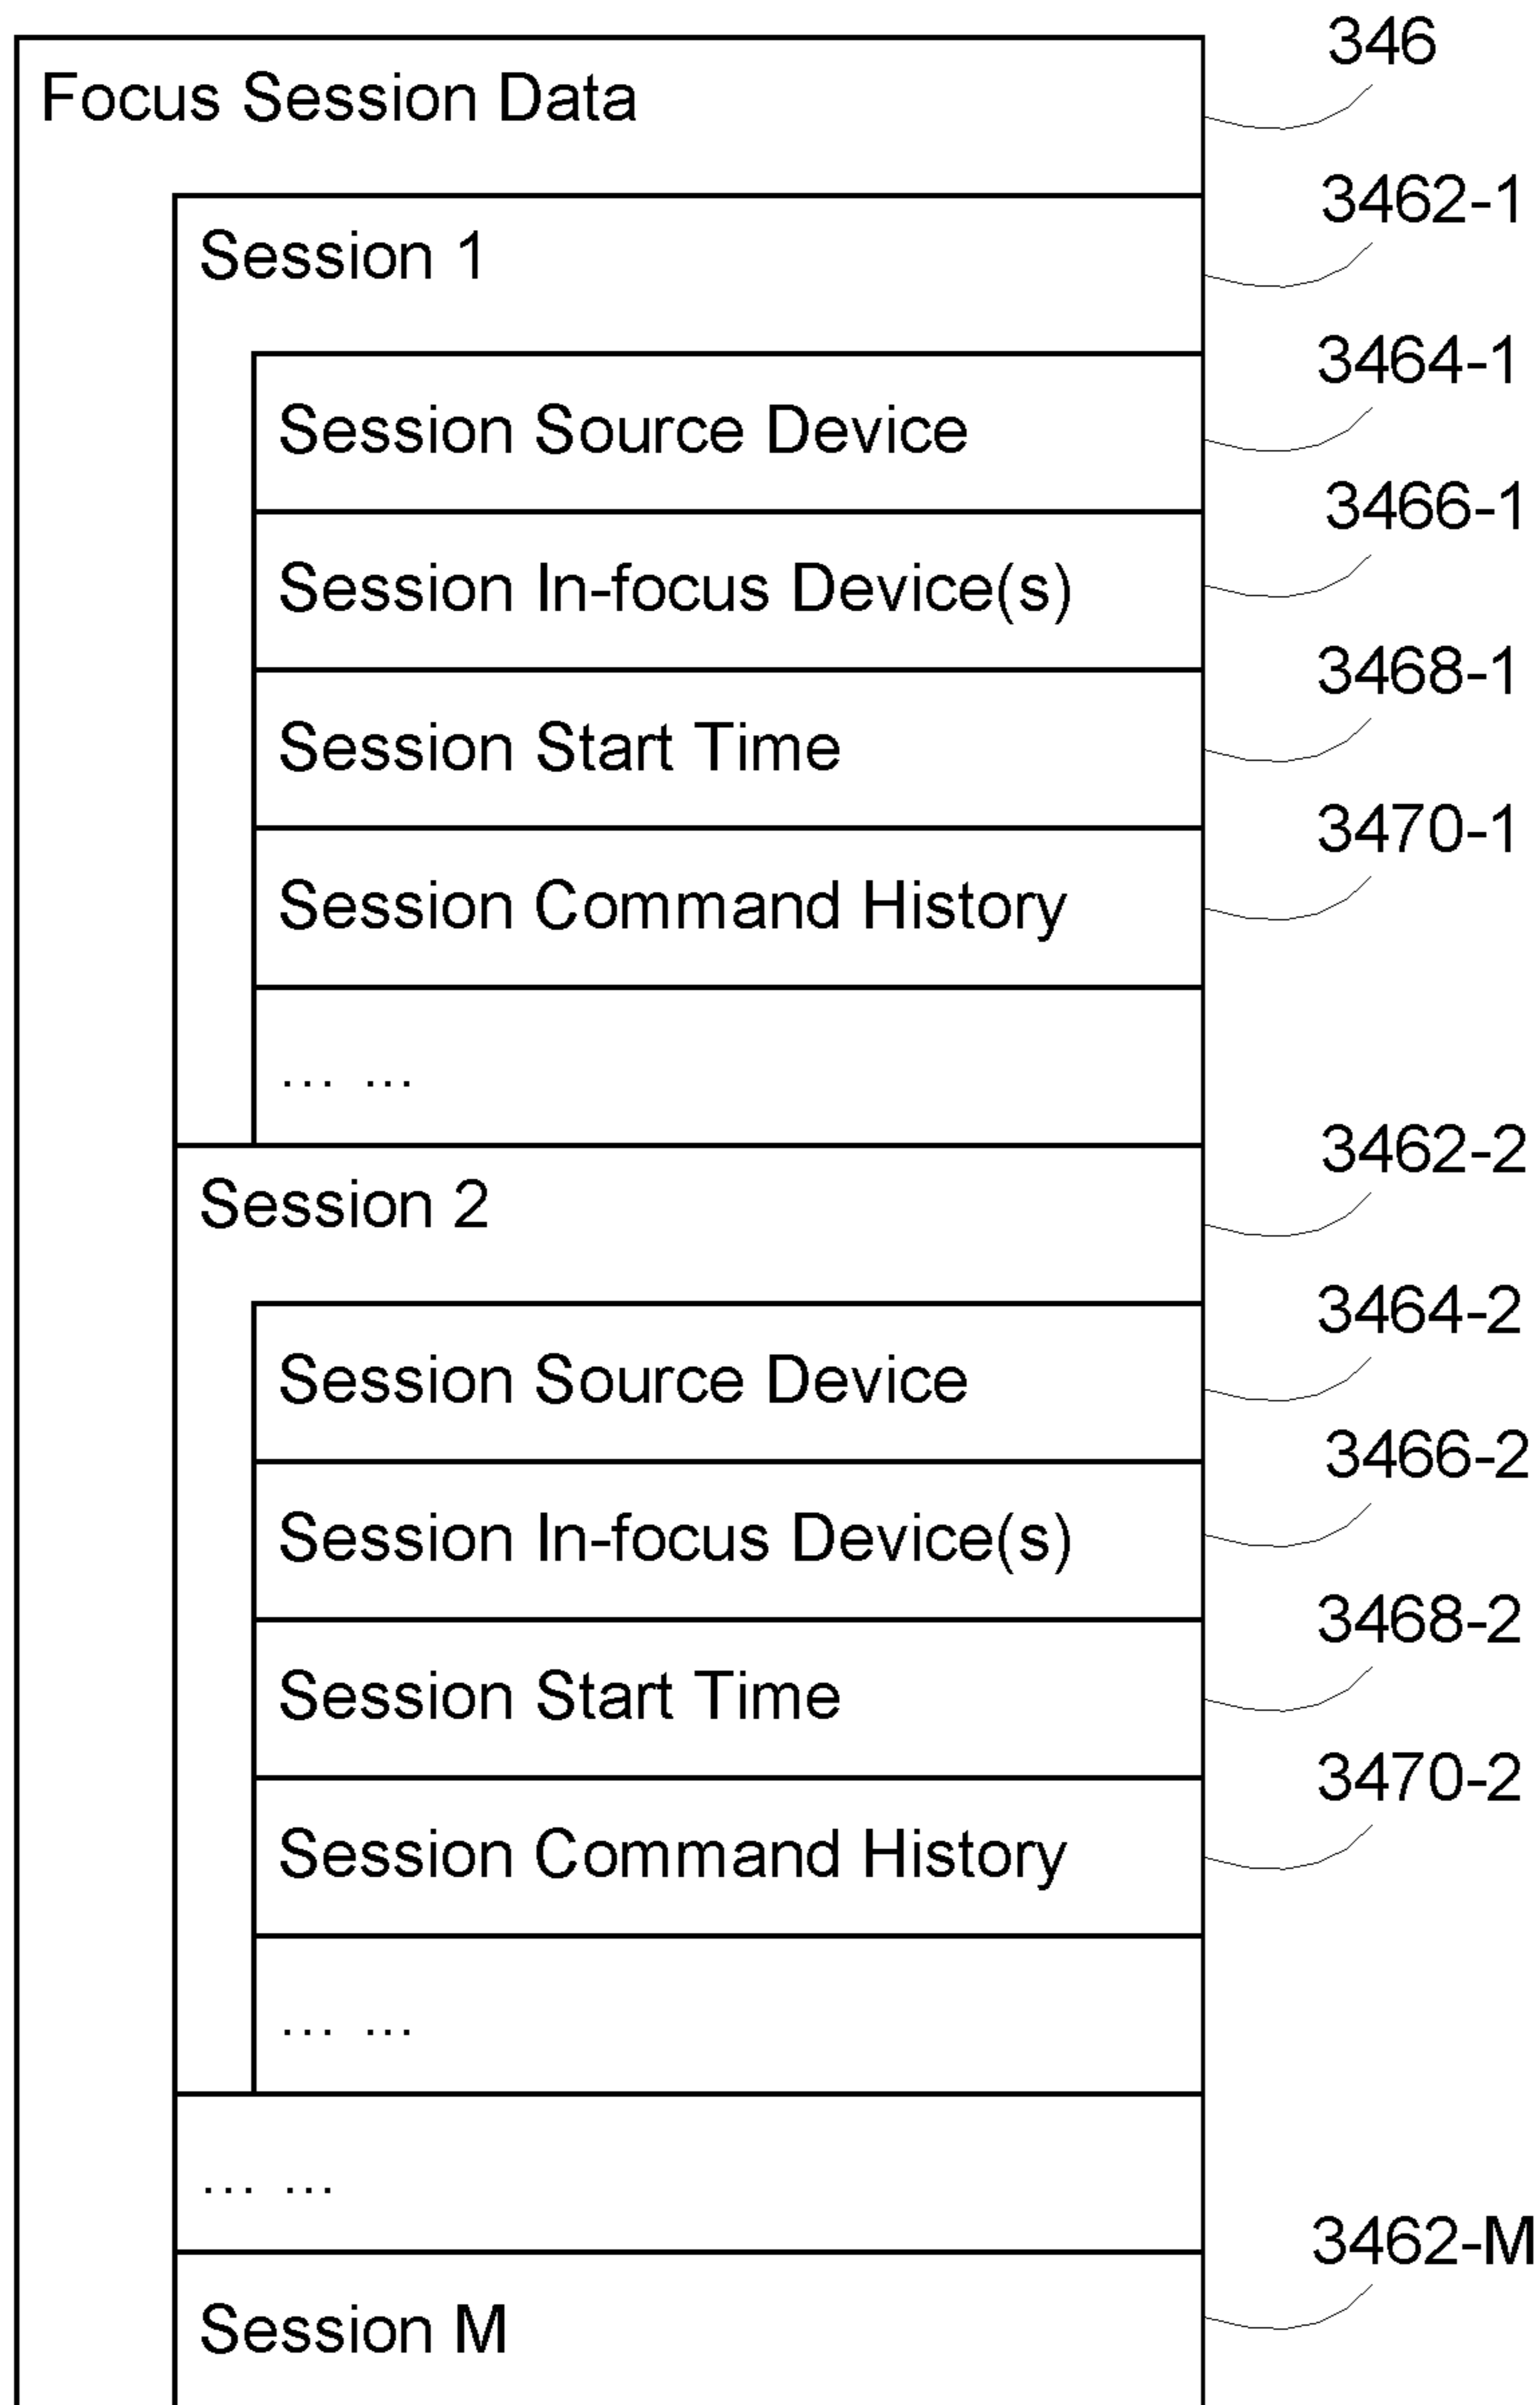 346
Focus Session Data
3462-1
Session 1
3464-1
Session Source Device
3466-1
Session In-focus Device(s)
3468-1
Session Start Time
3470-1
Session Command History
... ...
3462-2
Session 2
3464-2
Session Source Device
3466-2
Session In-focus Device(s)
3468-2
Session Start Time
3470-2
Session Command History
... ...
... ...
3462-M
Session M